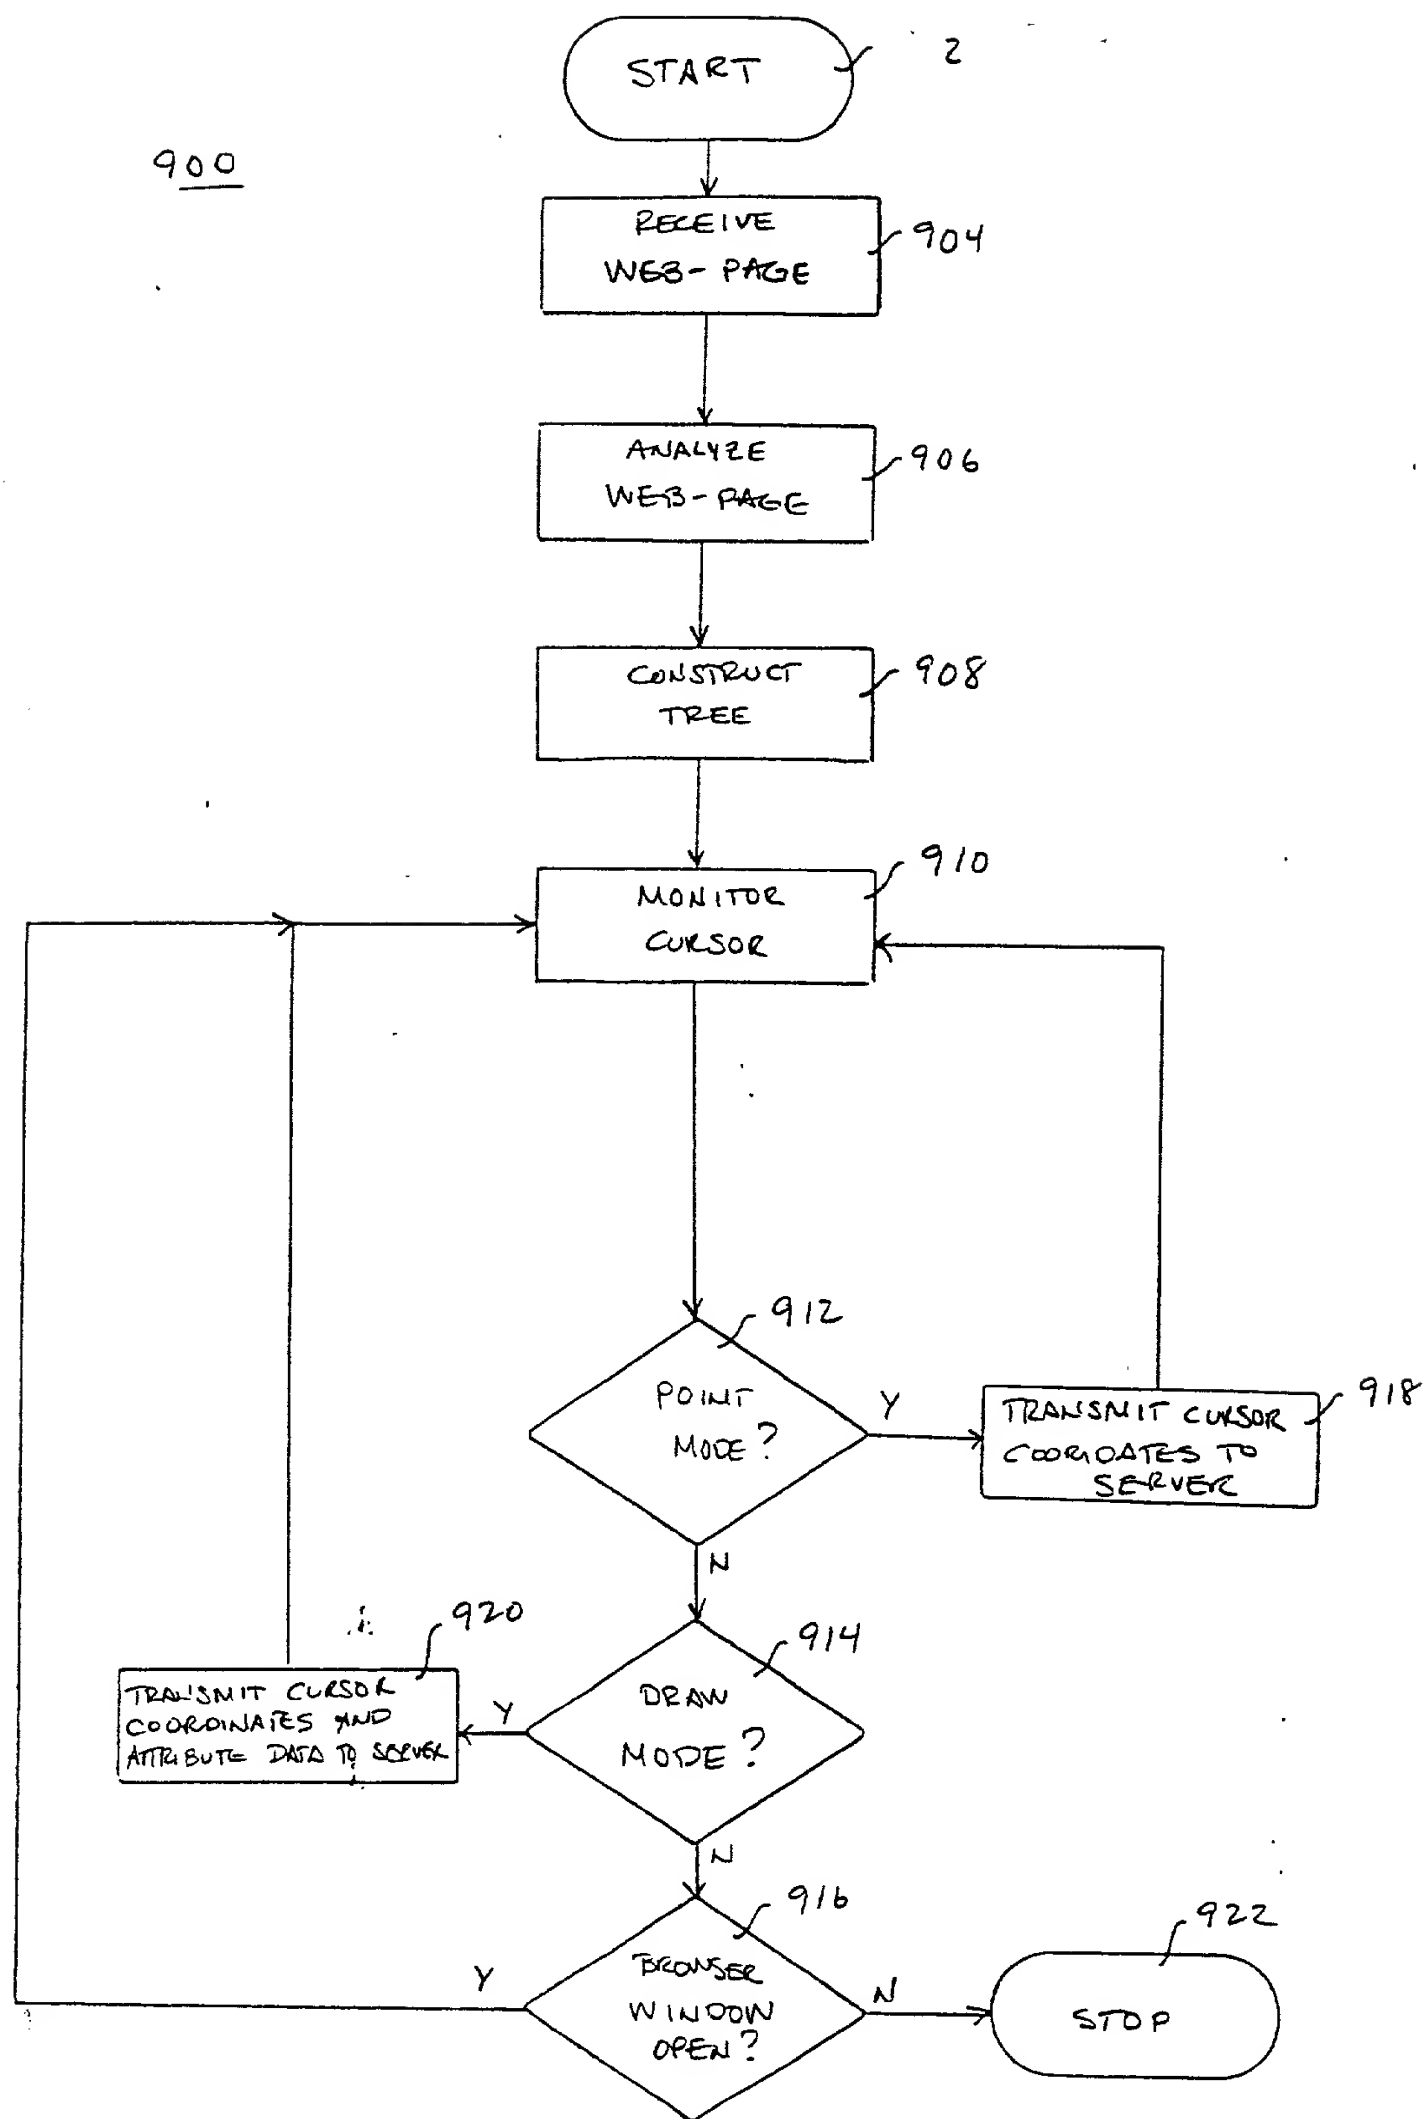 START
2
900
RECEIVE
WEB-PAGE
904
ANALYZE
WEB-PAGE
906
CONSTRUCT
TREE
908
MONITOR
CURSOR
910
912
POINT
MODE?
Y
TRANSMIT CURSOR
COORIDATES TO
SERVER
918
N
914
DRAW
MODE?
Y
920
TRANSMIT CURSOR
COORDINATES AND
ATTRIBUTE DATA TO SERVER
N
916
BROWSER
WINDOW
OPEN?
Y
N
922
STOP